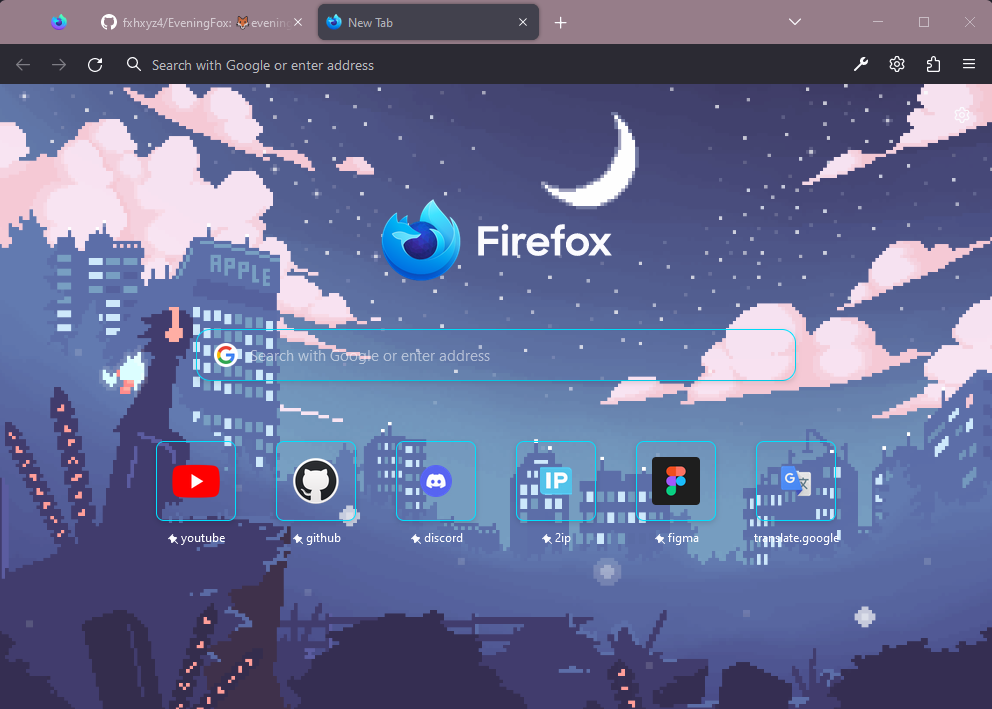 fxhxyz4/EveningFox: 🦊evening
New Tab
Search with Google or enter address
Firefox
APPLE
Search with Google or enter address
youtube
github
discord
IP
2ip
figma
translate.google